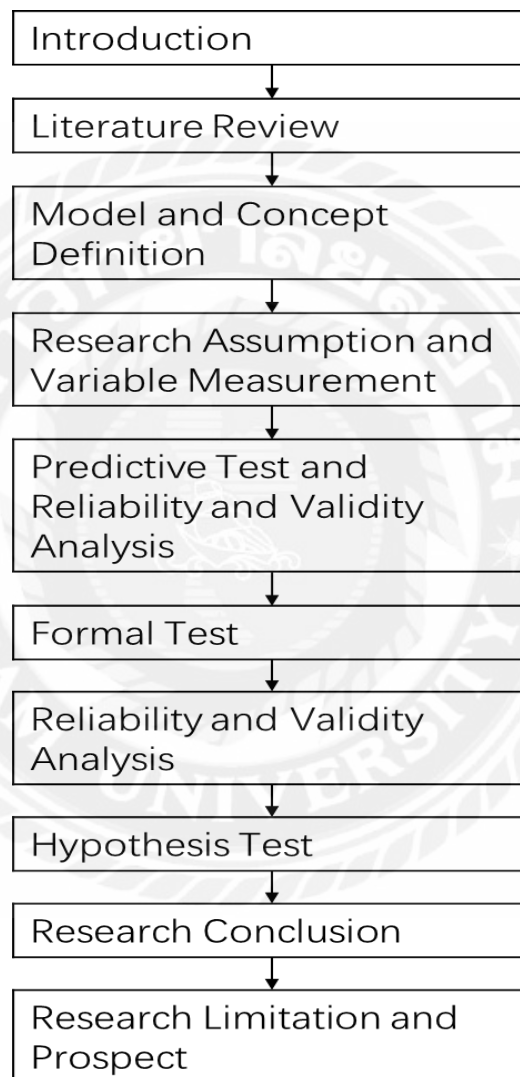 Introduction
Literature Review
Model and Concept
Definition
Research Assumption and
Variable Measurement
Predictive Test and
Reliability and Validity
Analysis
Formal Test
Reliability and Validity
Analysis
Hypothesis Test
Research Conclusion
Research Limitation and
Prospect
UNIVERSITY